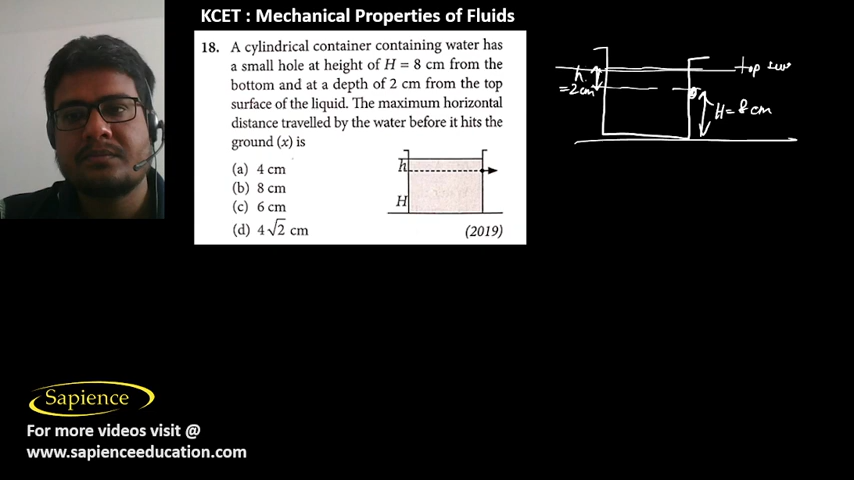 KCET : Mechanical Properties of Fluids
18. A cylindrical container containing water has
a small hole at height of H = 8 cm from the
bottom and at a depth of 2 cm from the top
surface of the liquid. The maximum horizontal
distance travelled by the water before it hits the
ground (x) is
(a) 4 cm
(b) 8 cm
(c) 6 cm
(d) 4√2 cm
h
H
(2019)
top
h
=2cm
H=8cm
Sapience
For more videos visit @
www.sapienceeducation.com